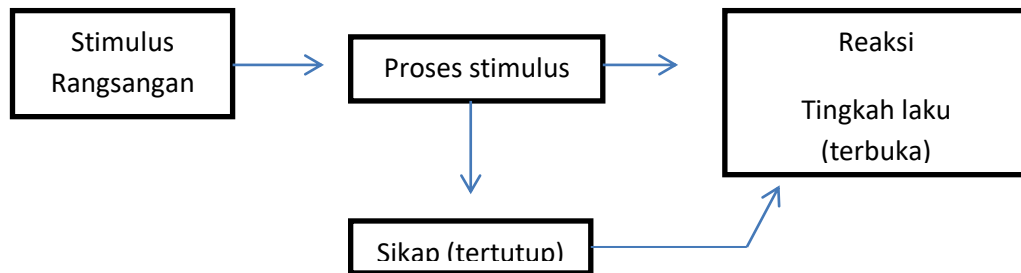 Stimulus
Rangsangan
Proses stimulus
Reaksi
Tingkah laku
(terbuka)
Sikap (tertutup)